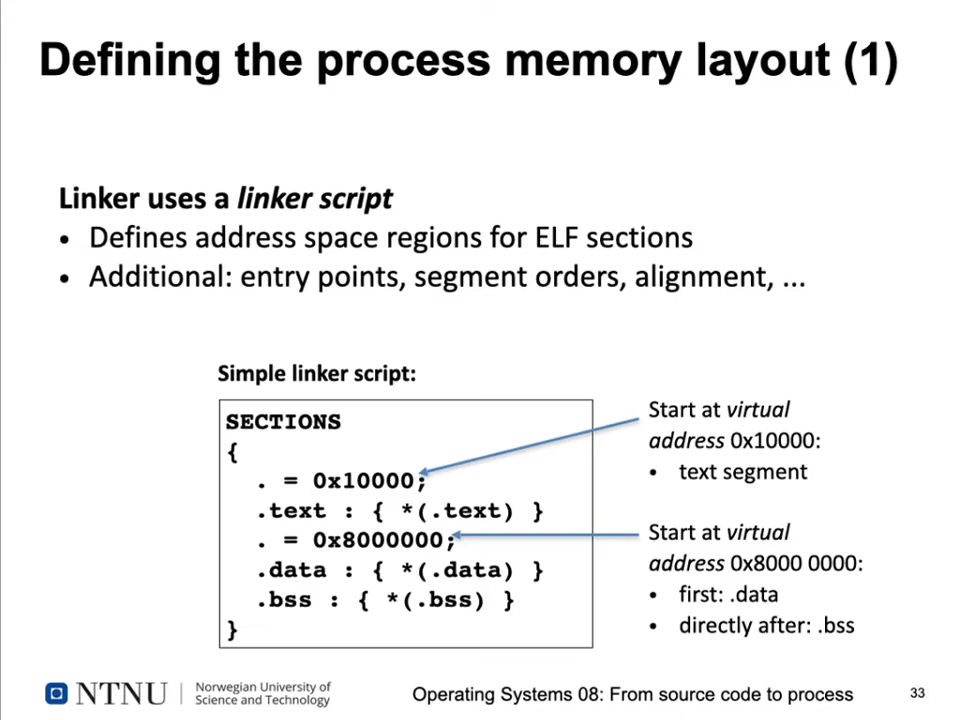 Defining the process memory layout (1)
Linker uses a linker script
• Defines address space regions for ELF sections
• Additional: entry points, segment orders, alignment, ...
Simple linker script:
SECTIONS
{
. = 0x10000;
.text : { *(.text) }
. = 0x8000000;
.data : { *(.data) }
.bss : { *(.bss) }
}
Start at virtual
address 0x10000:
• text segment
Start at virtual
address 0x8000 0000:
• first: .data
• directly after: .bss
NTNU
Norwegian University of
Science and Technology
Operating Systems 08: From source code to process
33